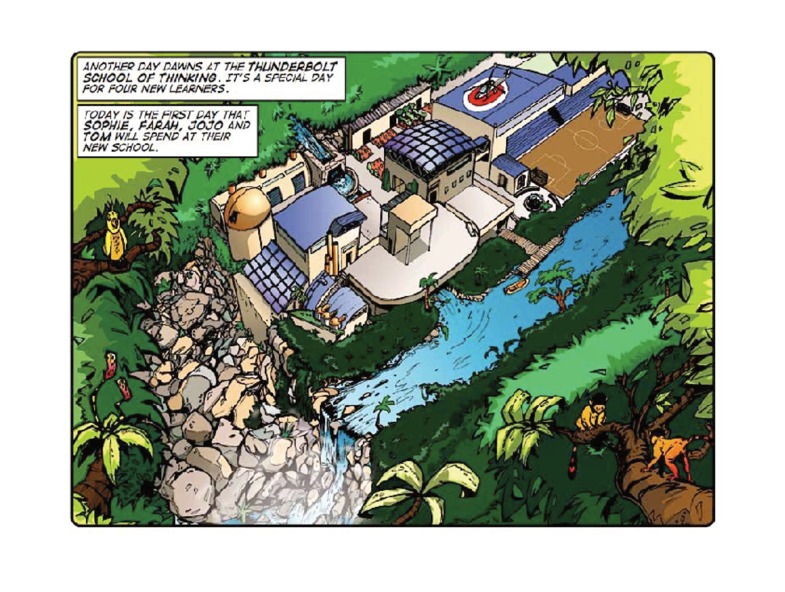 ANOTHER DAY DAWNS AT THE THUNDERBOLT
SCHOOL OF THINKING. IT'S A SPECIAL DAY
FOR FOUR NEW LEARNERS.
TODAY IS THE FIRST DAY THAT
SOPHIE, FARAH, JOJO AND
TOM WILL SPEND AT THEIR
NEW SCHOOL.